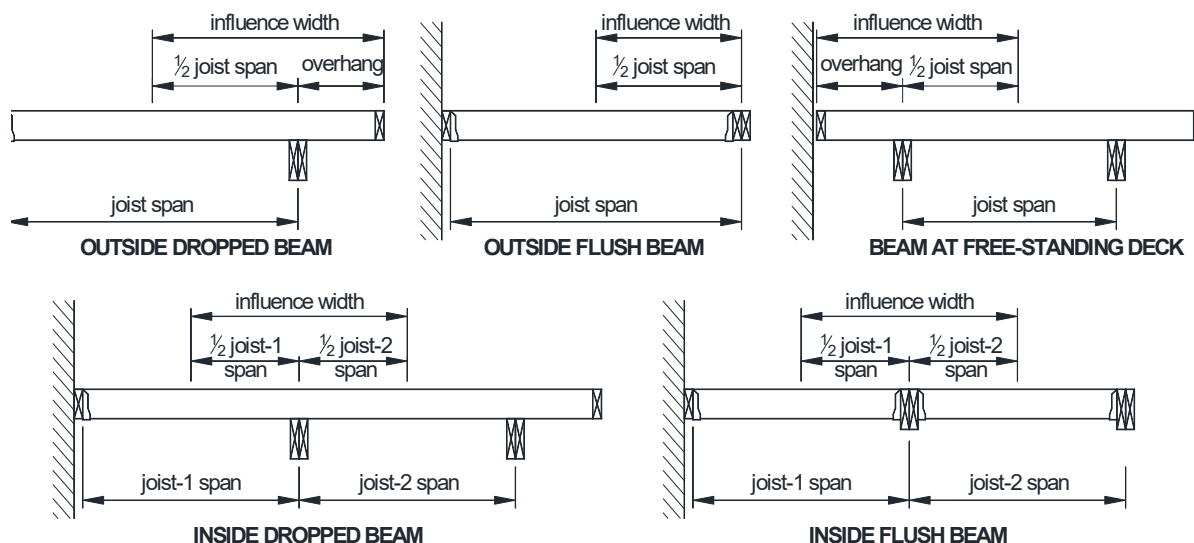 influence width
½ joist span
overhang
joist span
OUTSIDE DROPPED BEAM
influence width
½ joist span
joist span
OUTSIDE FLUSH BEAM
influence width
overhang
½ joist span
joist span
BEAM AT FREE-STANDING DECK
influence width
½ joist-1
span
½ joist-2
span
joist-1 span
joist-2 span
INSIDE DROPPED BEAM
influence width
½ joist-1
span
½ joist-2
span
joist-1 span
joist-2 span
INSIDE FLUSH BEAM